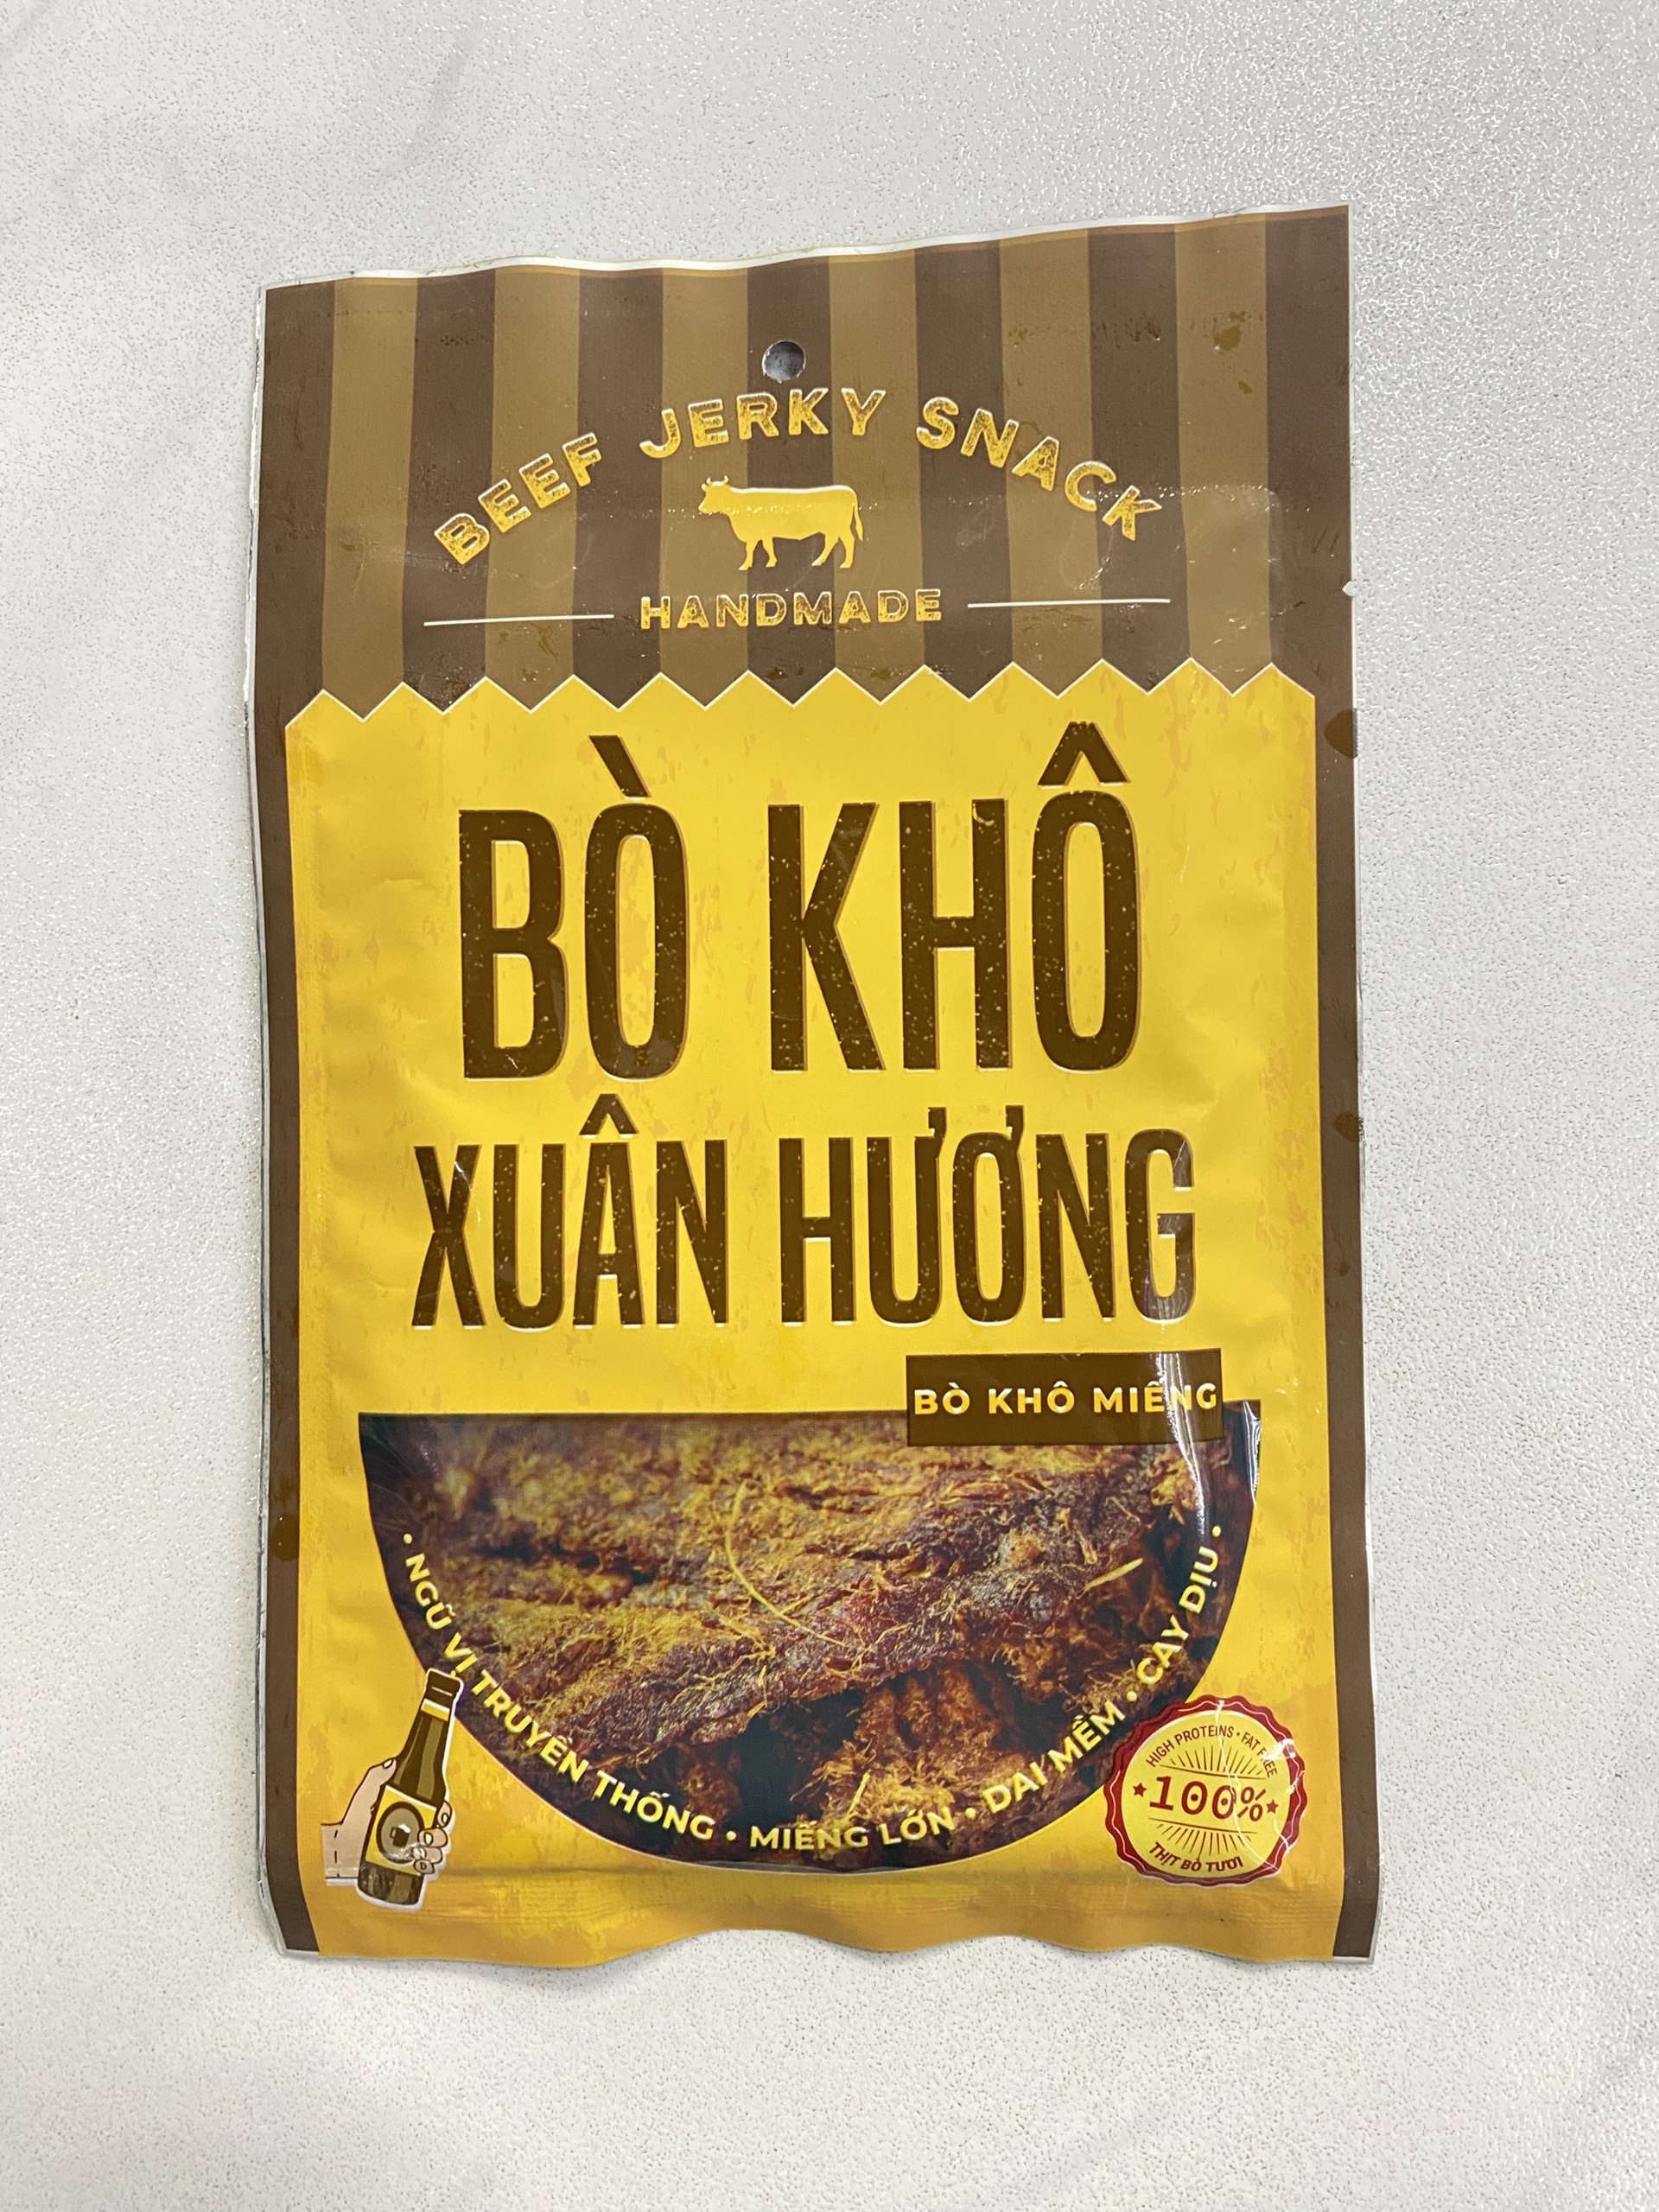 BEEF JERKY SNACK
HANDMADE
BÒ KHÔ
XUÂN HƯƠNG
BÒ KHÔ MIẾNG
• NGŨ VỊ TRUYỀN THỐNG • MIẾNG LỚN • DAI MỀM • CAY DỊU •
HIGH PROTEINS • FAT FREE
100%
THỊT BÒ TƯƠI